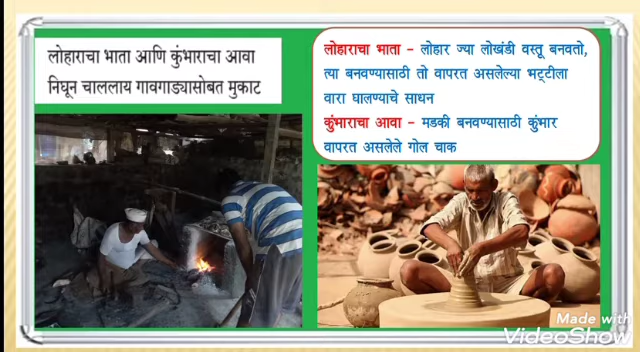 लोहाराचा भाता आणि कुंभाराचा आवा
निघून चाललाय गावगाड्यासोबत मुकाट
लोहाराचा भाता - लोहार ज्या लोखंडी वस्तू बनवतो,
त्या बनवण्यासाठी तो वापरत असलेल्या भट्टीला
वारा घालण्याचे साधन
कुंभाराचा आवा - मडकी बनवण्यासाठी कुंभार
वापरत असलेले गोल चाक
Made with
VideoShow